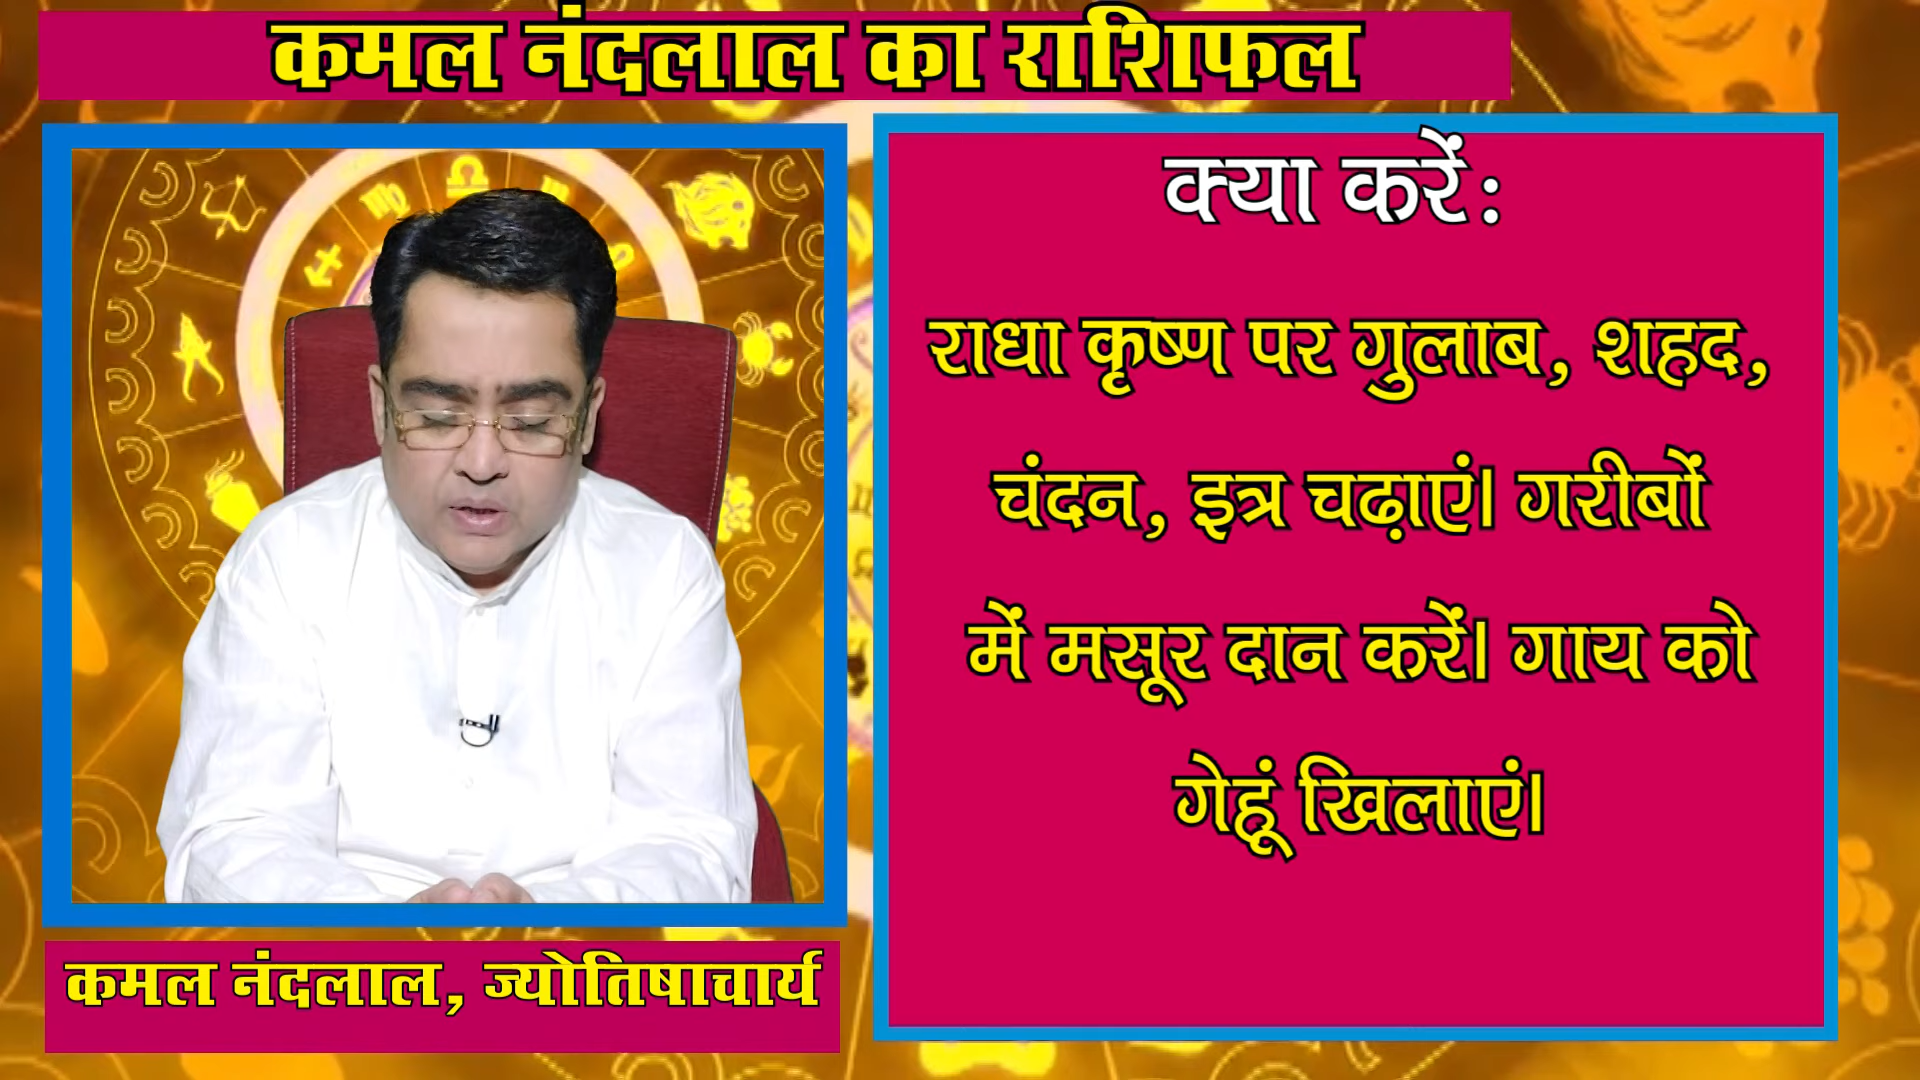 कमल नंदलाल का राशिफल
क्या करें:
राधा कृष्ण पर गुलाब, शहद,
चंदन, इत्र चढ़ाएं। गरीबों
में मसूर दान करें। गाय को
गेहूं खिलाएं।
कमल नंदलाल, ज्योतिषाचार्य